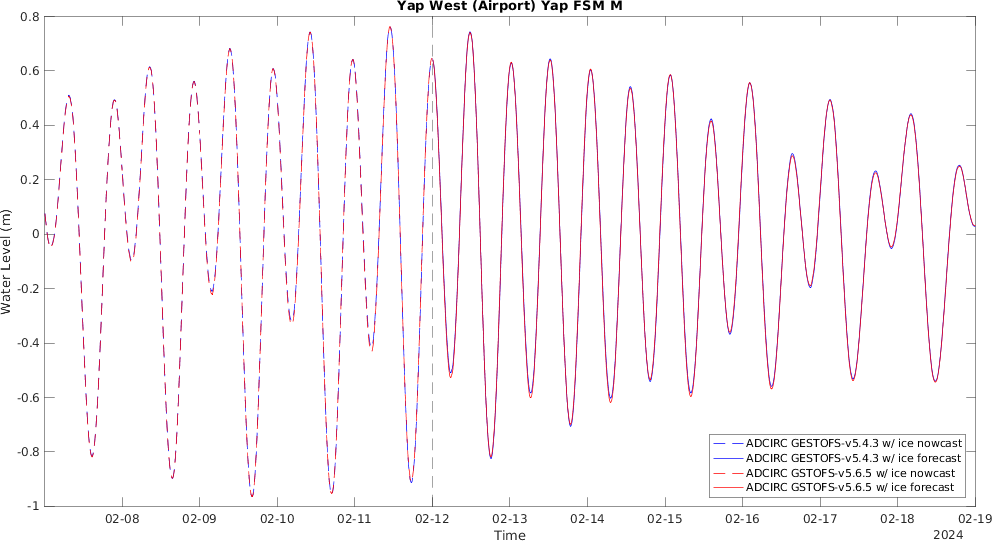 Yap West (Airport) Yap FSM M
0.8
0.6
0.4
0.2
0
-0.2
-0.4
-0.6
-0.8
-1
Water Level (m)
ADCIRC GESTOFS-v5.4.3 w/ ice nowcast
ADCIRC GESTOFS-v5.4.3 w/ ice forecast
ADCIRC GSTOFS-v5.6.5 w/ ice nowcast
ADCIRC GSTOFS-v5.6.5 w/ ice forecast
02-08 02-09 02-10 02-11 02-12 02-13 02-14 02-15 02-16 02-17 02-18 02-19
Time
2024